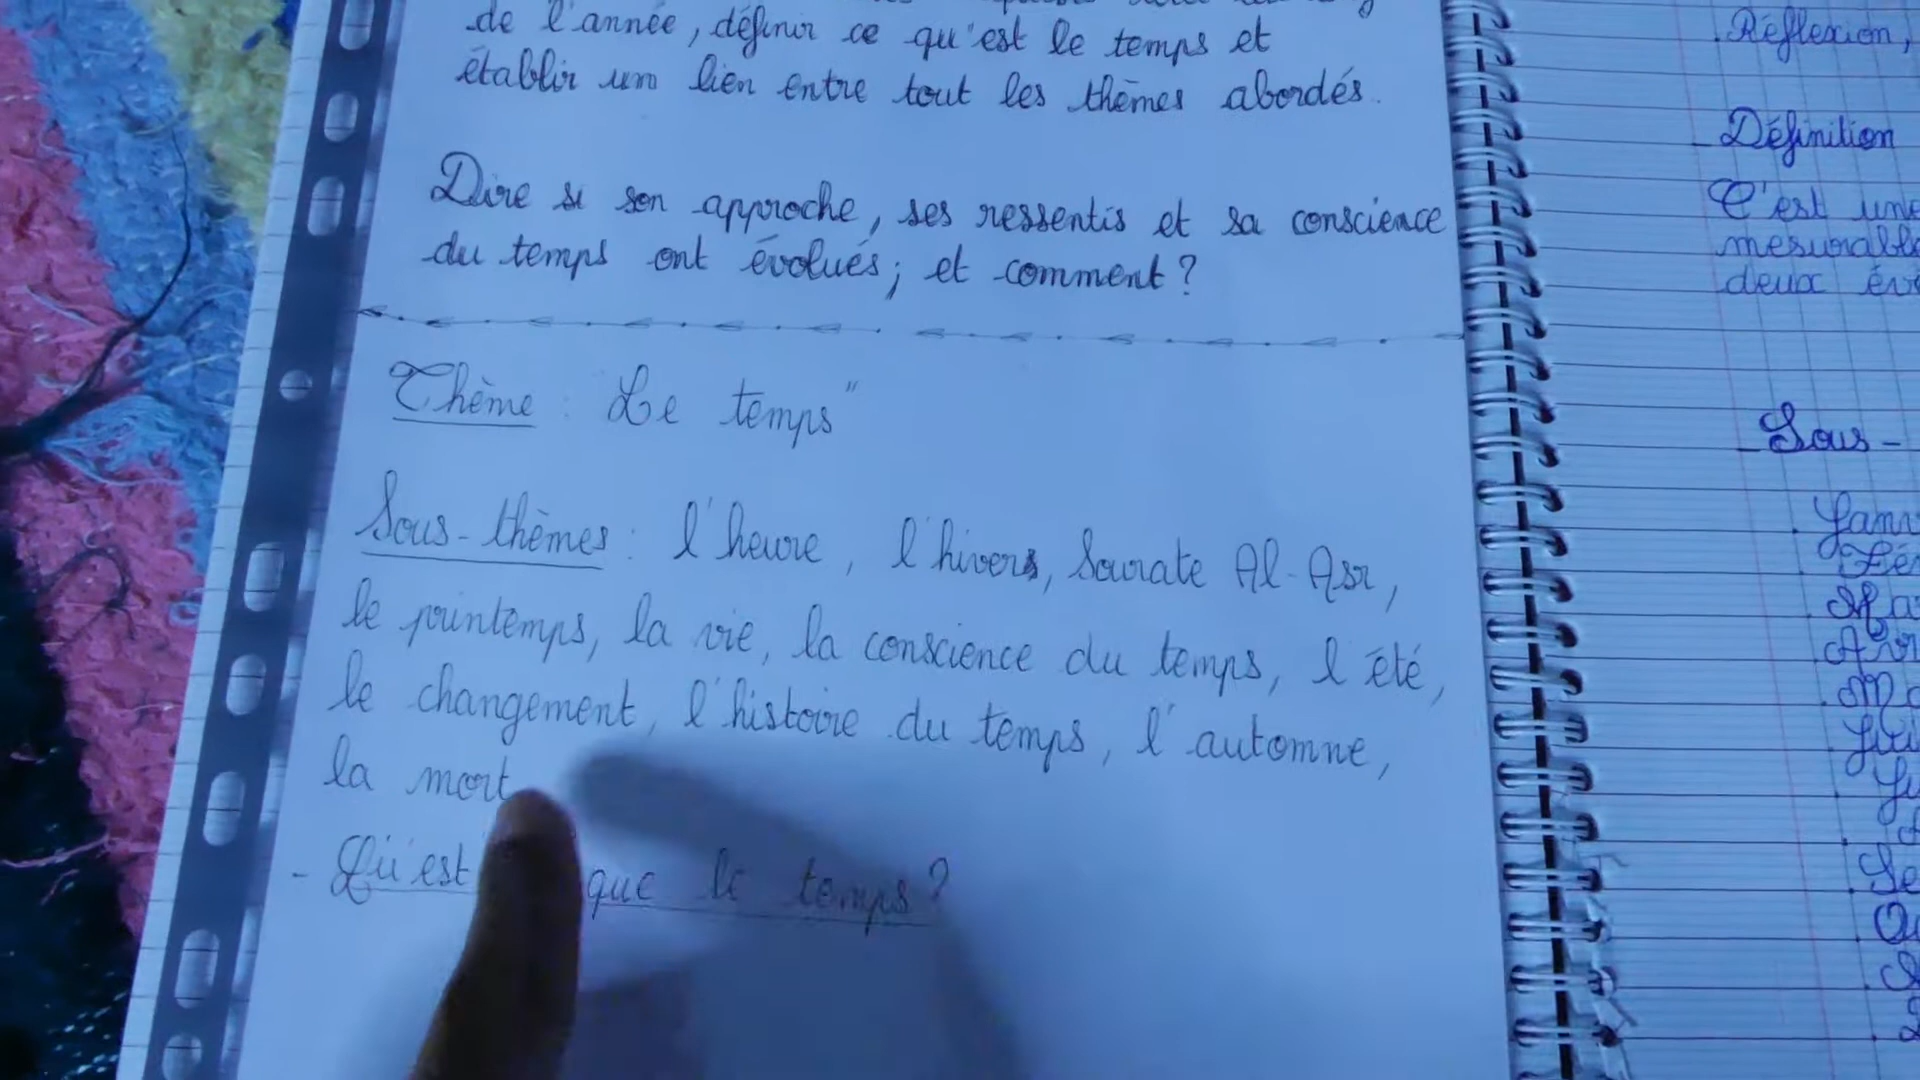 de l'année, définir ce qu'est le temps et
établir un lien entre tout les thèmes abordés.
Dire si son approche, ses ressentis et sa conscience
du temps ont évolués; et comment?
Thème : Le temps"
Sous-thèmes : l'heure, l'hivers, Sourate Al-Asr,
le printemps, la vie, la conscience du temps, l'été,
le changement, l'histoire du temps, l'automne,
la mort
- Qu'est que le temps?
Réflexion,
Définition
C'est une
deux
Sous-